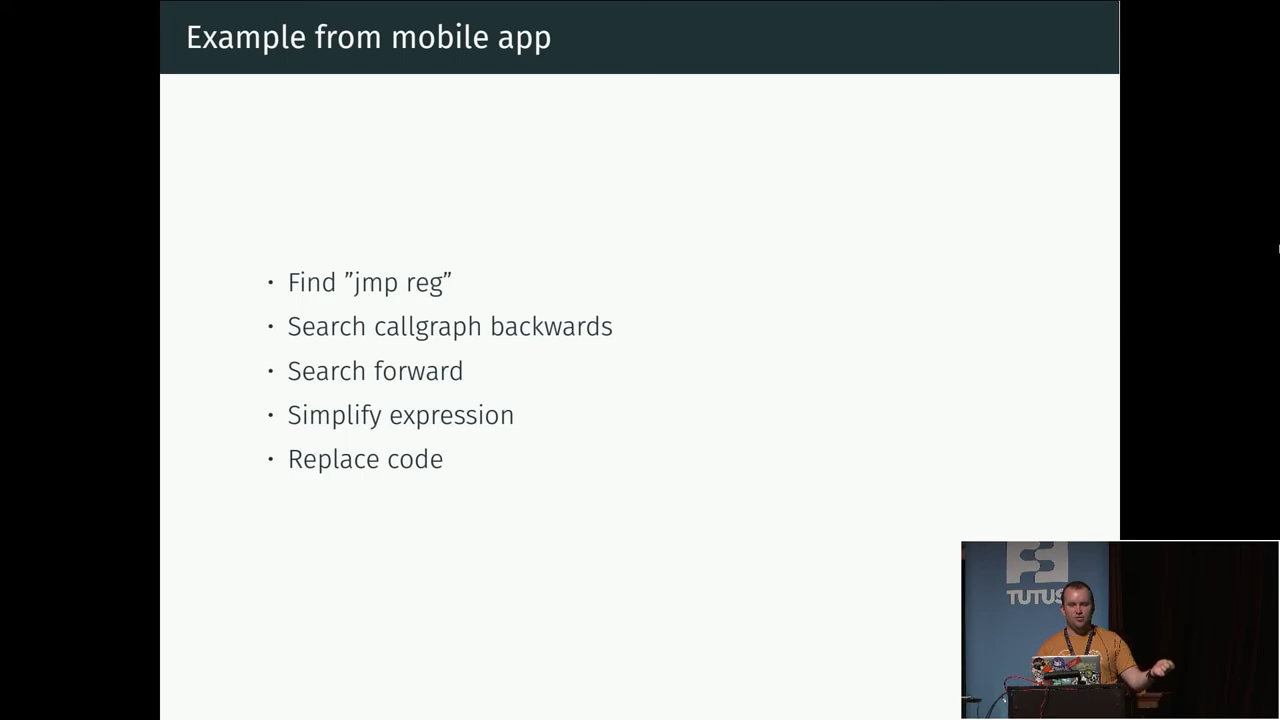 Example from mobile app
• Find ”jmp reg”
• Search callgraph backwards
• Search forward
• Simplify expression
• Replace code
TUTUS